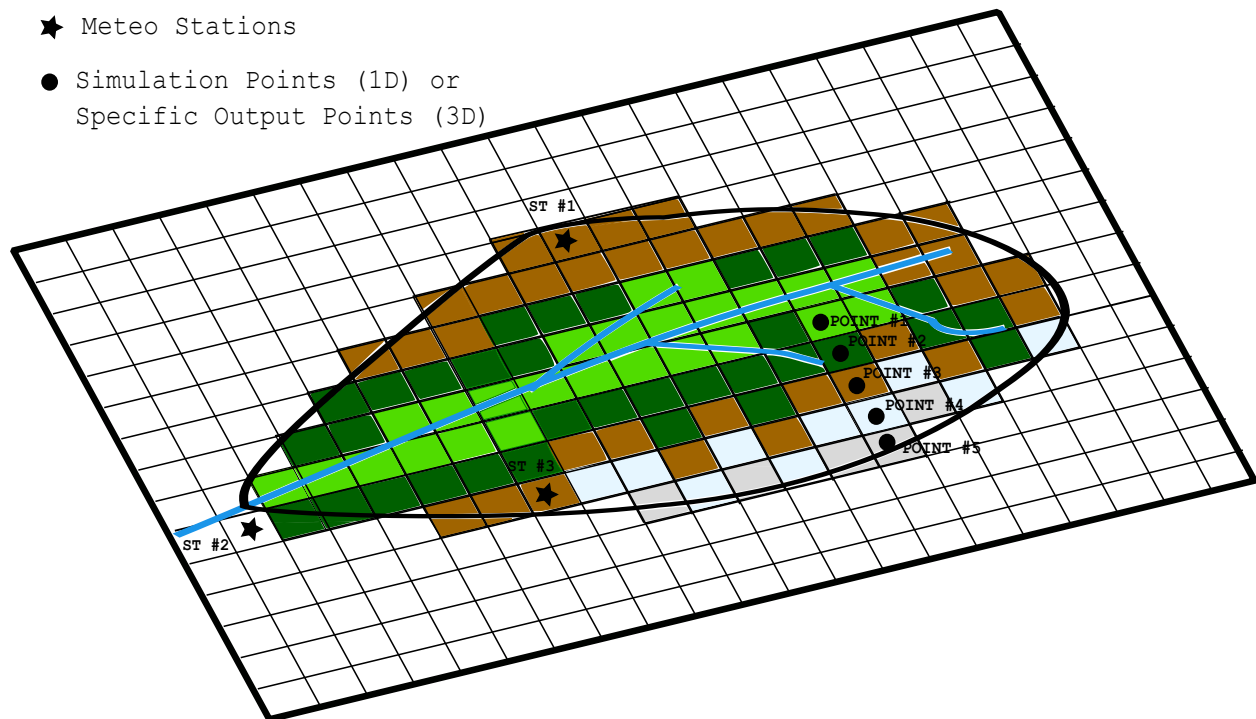 Meteo Stations
Simulation Points (1D) or
Specific Output Points (3D)
ST #1
POINT #1
POINT #2
POINT #3
POINT #4
POINT #5
ST #3
ST #2